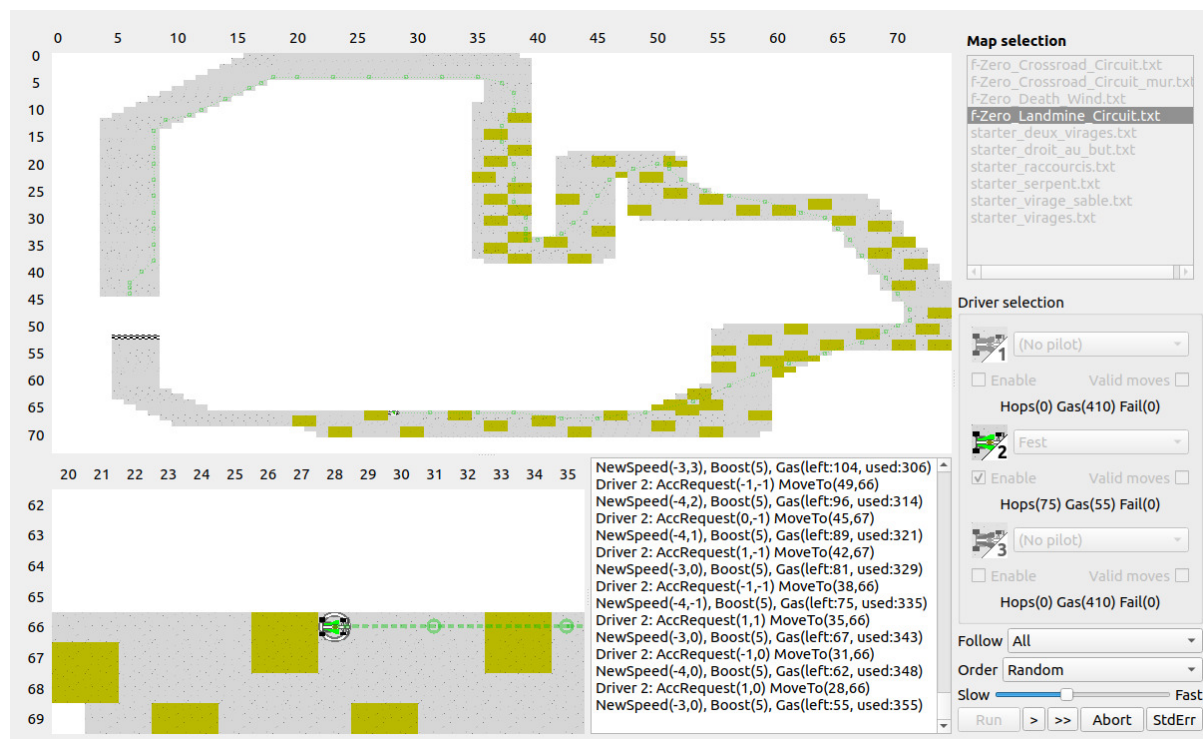 0 5 10 15 20 25 30 35 40 45 50 55 60 65 70
0
5
10
15
20
25
30
35
40
45
50
55
60
65
70
20 21 22 23 24 25 26 27 28 29 30 31 32 33 34 35
62
63
64
65
66
67
68
69
NewSpeed(-3,3), Boost(5), Gas(left:104, used:306)
Driver 2: AccRequest(-1,-1) MoveTo(49,66)
NewSpeed(-4,2), Boost(5), Gas(left:96, used:314)
Driver 2: AccRequest(0,-1) MoveTo(45,67)
NewSpeed(-4,1), Boost(5), Gas(left:89, used:321)
Driver 2: AccRequest(1,-1) MoveTo(42,67)
NewSpeed(-3,0), Boost(5), Gas(left:81, used:329)
Driver 2: AccRequest(-1,-1) MoveTo(38,66)
NewSpeed(-4,-1), Boost(5), Gas(left:75, used:335)
Driver 2: AccRequest(1,1) MoveTo(35,66)
NewSpeed(-3,0), Boost(5), Gas(left:67, used:343)
Driver 2: AccRequest(-1,0) MoveTo(31,66)
NewSpeed(-4,0), Boost(5), Gas(left:62, used:348)
Driver 2: AccRequest(1,0) MoveTo(28,66)
NewSpeed(-3,0), Boost(5), Gas(left:55, used:355)
Map selection
f-Zero_Crossroad_Circuit.txt
f-Zero_Crossroad_Circuit_mur.txt
f-Zero_Death_Wind.txt
f-Zero_Landmine_Circuit.txt
starter_deux_virages.txt
starter_droit_au_but.txt
starter_raccourcis.txt
starter_serpent.txt
starter_virage_sable.txt
starter_virages.txt
Driver selection
1 (No pilot)
Enable Valid moves
Hops(0) Gas(410) Fail(0)
2 Fest
Enable Valid moves
Hops(75) Gas(55) Fail(0)
3 (No pilot)
Enable Valid moves
Hops(0) Gas(410) Fail(0)
Follow All
Order Random
Slow Fast
Run > >> Abort StdErr